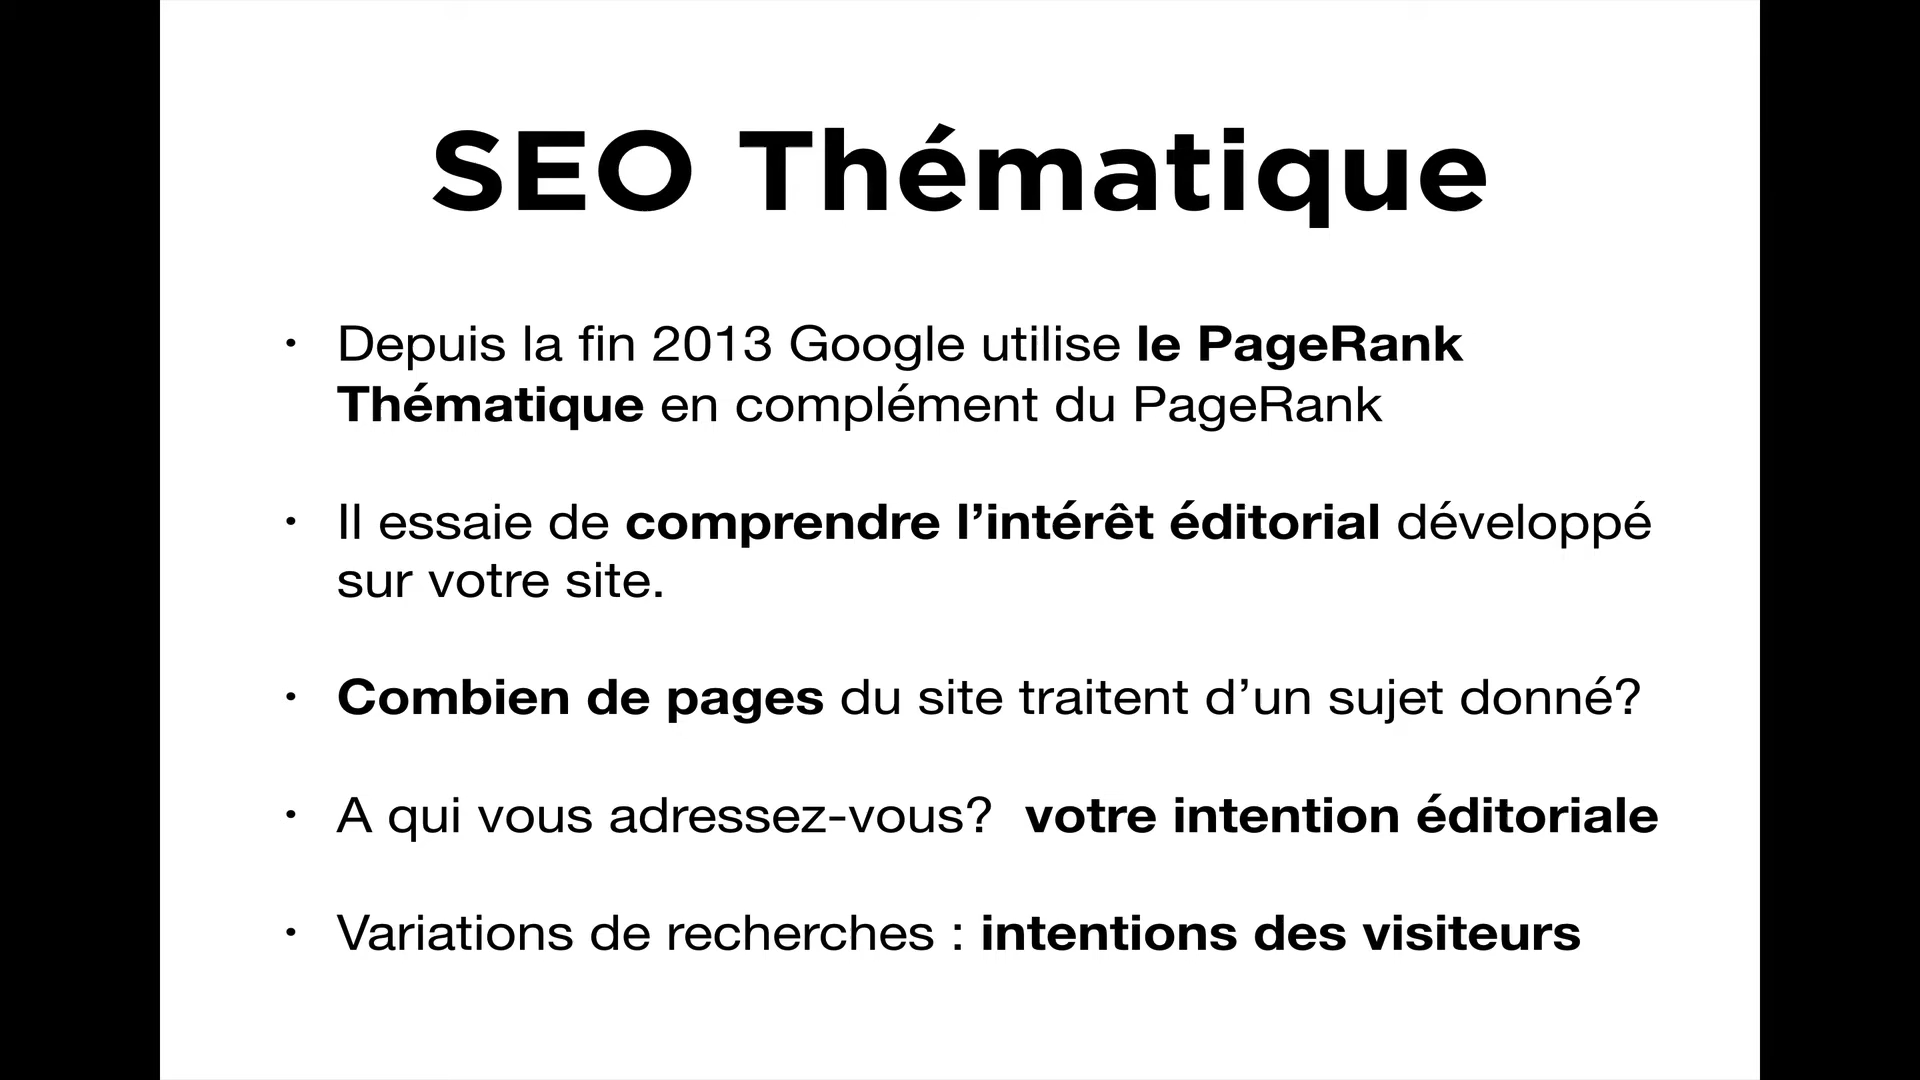 SEO Thématique
• Depuis la fin 2013 Google utilise le PageRank
Thématique en complément du PageRank
• Il essaie de comprendre l’intérêt éditorial développé
sur votre site.
• Combien de pages du site traitent d’un sujet donné?
• A qui vous adressez-vous?  votre intention éditoriale
• Variations de recherches : intentions des visiteurs